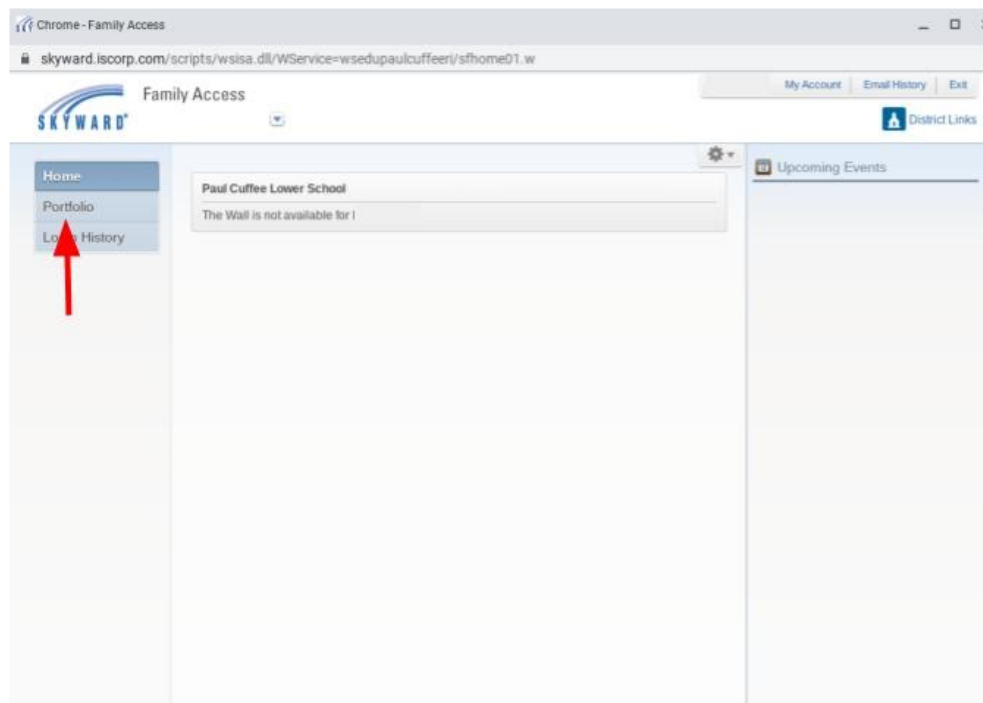 Chrome - Family Access
skyward.iscorp.com/scripts/wsisa.dll/WService=wsedupaulcuffeeri/sfhome01.w
Family Access
My Account
Email History
Exit
SKYWARD
District Links
Home
Portfolio
History
Paul Cuffee Lower School
The Wall is not available for
Upcoming Events